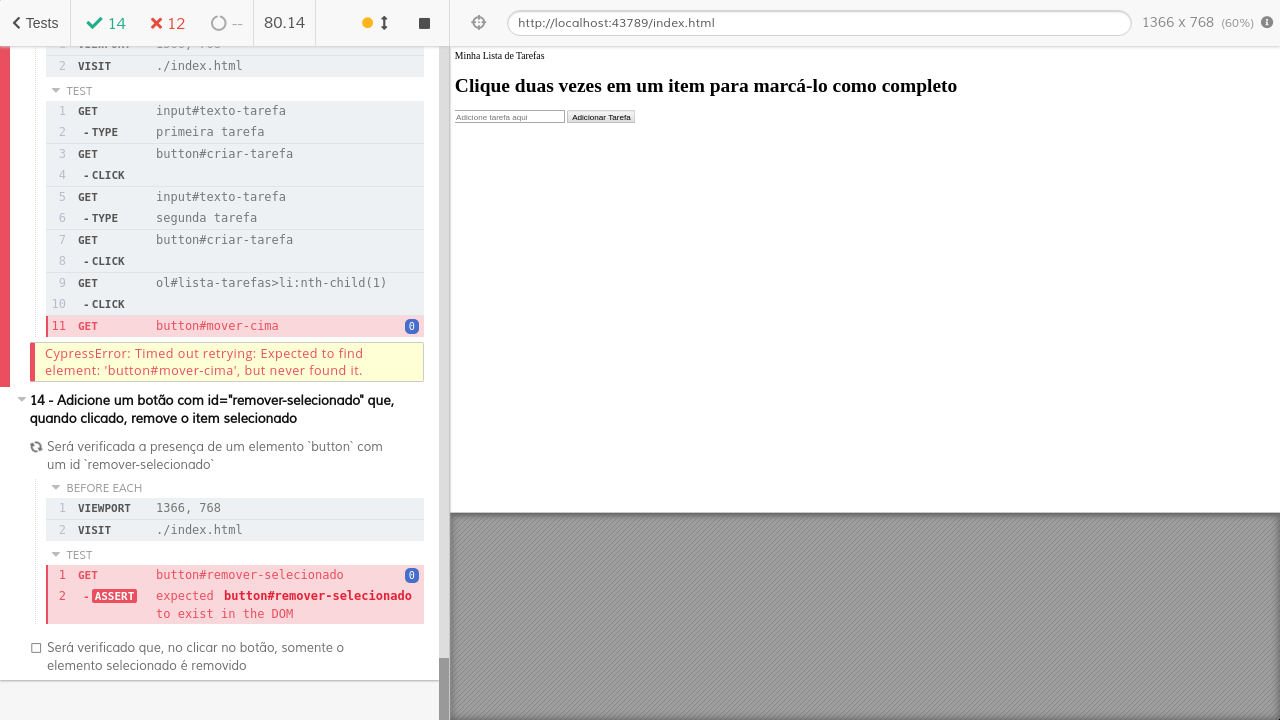 Tests
14
12
--
80.14
http://localhost:43789/index.html
1366 x 768 (60%)
1 VIEWPORT 1366, 768
2 VISIT ./index.html
TEST
1 GET input#texto-tarefa
2 - TYPE primeira tarefa
3 GET button#criar-tarefa
4 - CLICK
5 GET input#texto-tarefa
6 - TYPE segunda tarefa
7 GET button#criar-tarefa
8 - CLICK
9 GET ol#lista-tarefas>li:nth-child(1)
10 - CLICK
11 GET button#mover-cima 0
CypressError: Timed out retrying: Expected to find
element: 'button#mover-cima', but never found it.
14 - Adicione um botão com id="remover-selecionado" que,
quando clicado, remove o item selecionado
Será verificada a presença de um elemento `button` com
um id `remover-selecionado`
BEFORE EACH
1 VIEWPORT 1366, 768
2 VISIT ./index.html
TEST
1 GET button#remover-selecionado 0
2 - ASSERT expected button#remover-selecionado
to exist in the DOM
Será verificado que, no clicar no botão, somente o
elemento selecionado é removido
Minha Lista de Tarefas
Clique duas vezes em um item para marcá-lo como completo
Adicione tarefa aqui Adicionar Tarefa